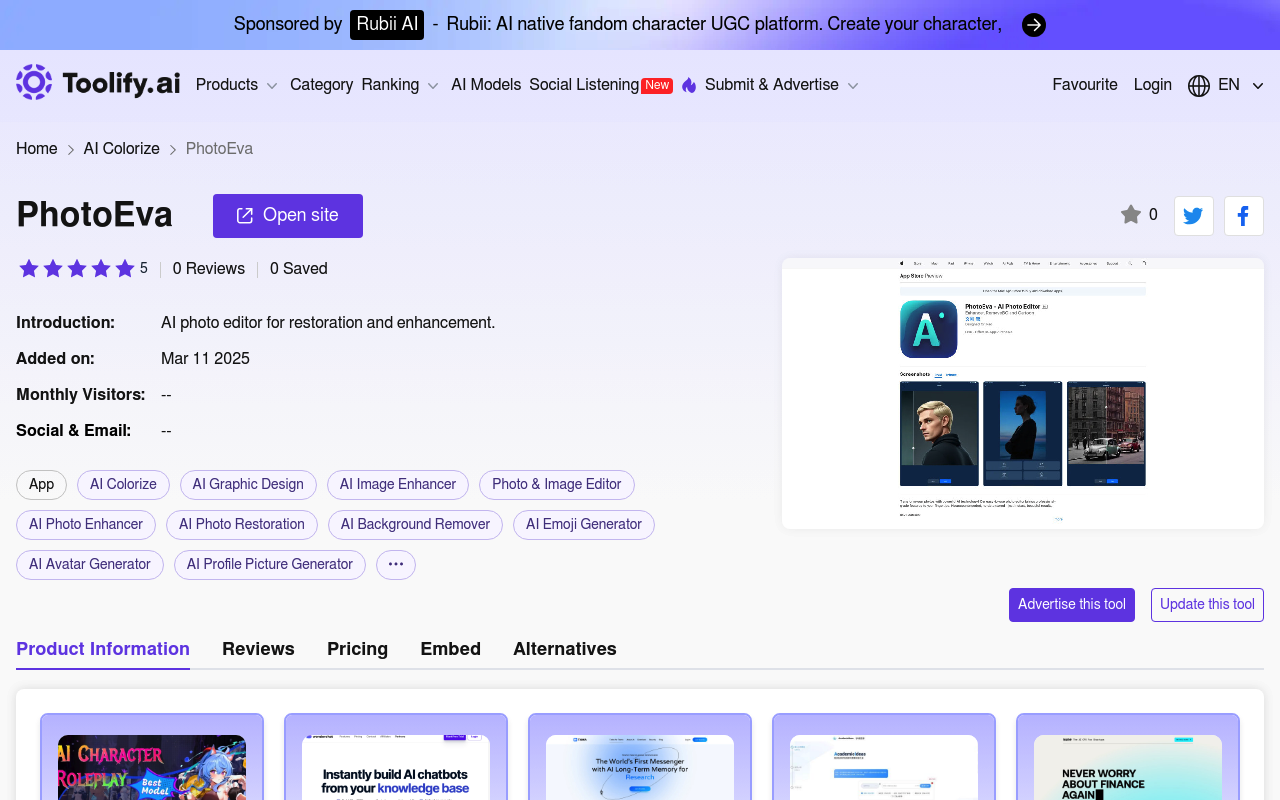 Sponsored by Rubii AI - Rubii: AI native fandom character UGC platform. Create your character,
Toolify.ai Products Category Ranking AI Models Social Listening New Submit & Advertise Favourite Login EN
Home > AI Colorize > PhotoEva
PhotoEva Open site 0
5 0 Reviews 0 Saved
Introduction: AI photo editor for restoration and enhancement.
Added on: Mar 11 2025
Monthly Visitors: --
Social & Email: --
App Store Preview
PhotoEva - AI Photo Editor
Screenshots
App AI Colorize AI Graphic Design AI Image Enhancer Photo & Image Editor
AI Photo Enhancer AI Photo Restoration AI Background Remover AI Emoji Generator
AI Avatar Generator AI Profile Picture Generator ...
Advertise this tool Update this tool
Product Information Reviews Pricing Embed Alternatives
AI CHARACTER
ROLEPLAY
Best
Model
Instantly build AI chatbots
from your knowledge base
The World's First Messenger
with AI Long-Term Memory for
Research
AcademicIdeas
NEVER WORRY
ABOUT FINANCE
AGAIN